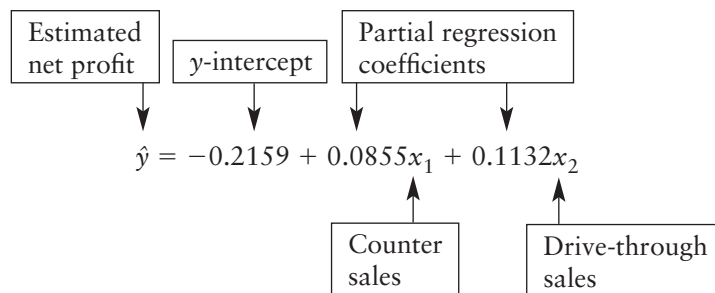 Estimated
net profit
y-intercept
Partial regression
coefficients
ŷ = −0.2159 + 0.0855x₁ + 0.1132x₂
Counter
sales
Drive-through
sales